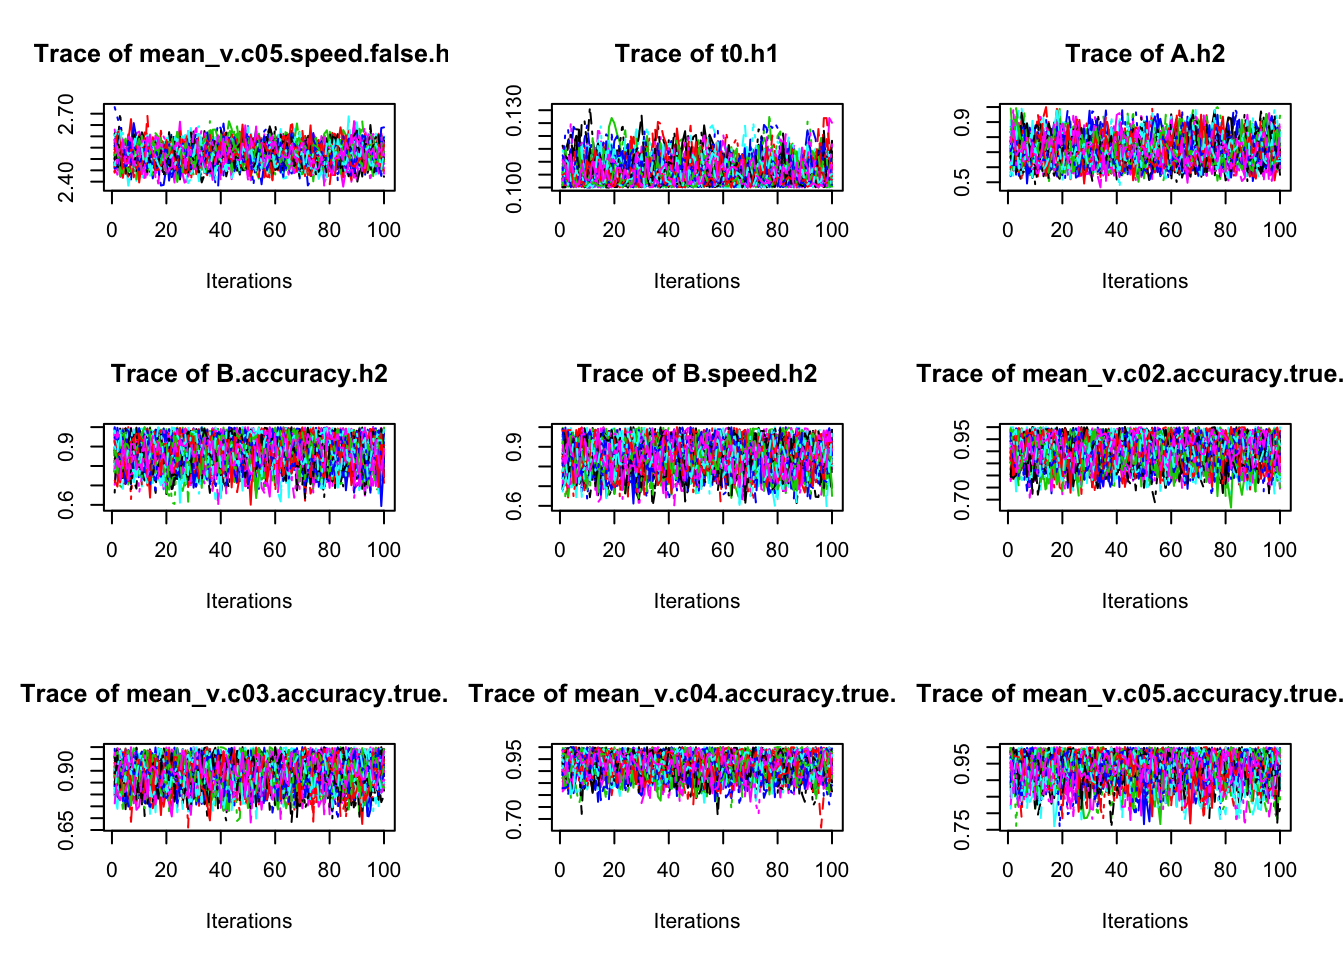 Trace of mean_v.c05.speed.false.h
Trace of t0.h1
Trace of A.h2
2.40 2.70
0.100 0.130
0.5 0.9
0 20 40 60 80 100
0 20 40 60 80 100
0 20 40 60 80 100
Iterations
Iterations
Iterations
Trace of B.accuracy.h2
Trace of B.speed.h2
Trace of mean_v.c02.accuracy.true.
0.6 0.9
0.6 0.9
0.70 0.95
0 20 40 60 80 100
0 20 40 60 80 100
0 20 40 60 80 100
Iterations
Iterations
Iterations
Trace of mean_v.c03.accuracy.true.
Trace of mean_v.c04.accuracy.true.
Trace of mean_v.c05.accuracy.true.
0.65 0.90
0.70 0.95
0.75 0.95
0 20 40 60 80 100
0 20 40 60 80 100
0 20 40 60 80 100
Iterations
Iterations
Iterations